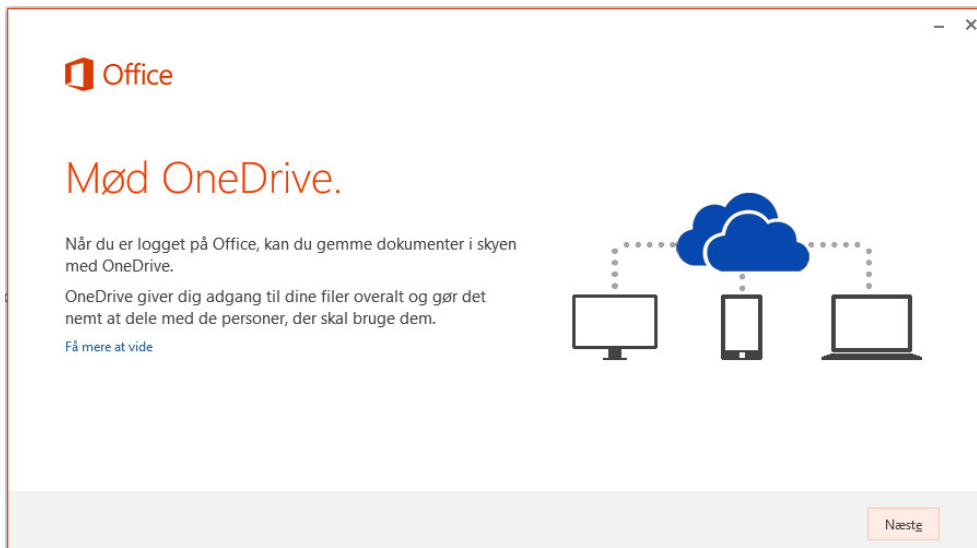 Office
Mød OneDrive.
Når du er logget på Office, kan du gemme dokumenter i skyen
med OneDrive.
OneDrive giver dig adgang til dine filer overalt og gør det
nemt at dele med de personer, der skal bruge dem.
Få mere at vide
Næste